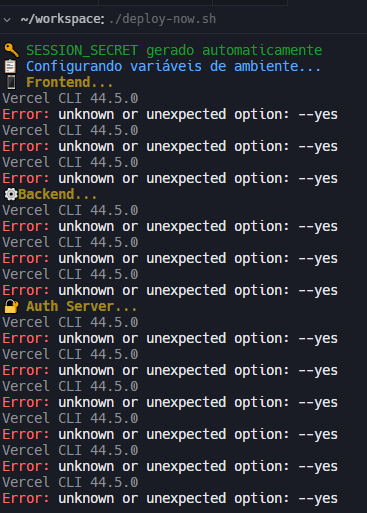 ~/workspace: ./deploy-now.sh
SESSION_SECRET gerado automaticamente
Configurando variáveis de ambiente...
Frontend...
Vercel CLI 44.5.0
Error: unknown or unexpected option: --yes
Vercel CLI 44.5.0
Error: unknown or unexpected option: --yes
Vercel CLI 44.5.0
Error: unknown or unexpected option: --yes
Backend...
Vercel CLI 44.5.0
Error: unknown or unexpected option: --yes
Vercel CLI 44.5.0
Error: unknown or unexpected option: --yes
Vercel CLI 44.5.0
Error: unknown or unexpected option: --yes
Auth Server...
Vercel CLI 44.5.0
Error: unknown or unexpected option: --yes
Vercel CLI 44.5.0
Error: unknown or unexpected option: --yes
Vercel CLI 44.5.0
Error: unknown or unexpected option: --yes
Vercel CLI 44.5.0
Error: unknown or unexpected option: --yes
Vercel CLI 44.5.0
Error: unknown or unexpected option: --yes
Vercel CLI 44.5.0
Error: unknown or unexpected option: --yes